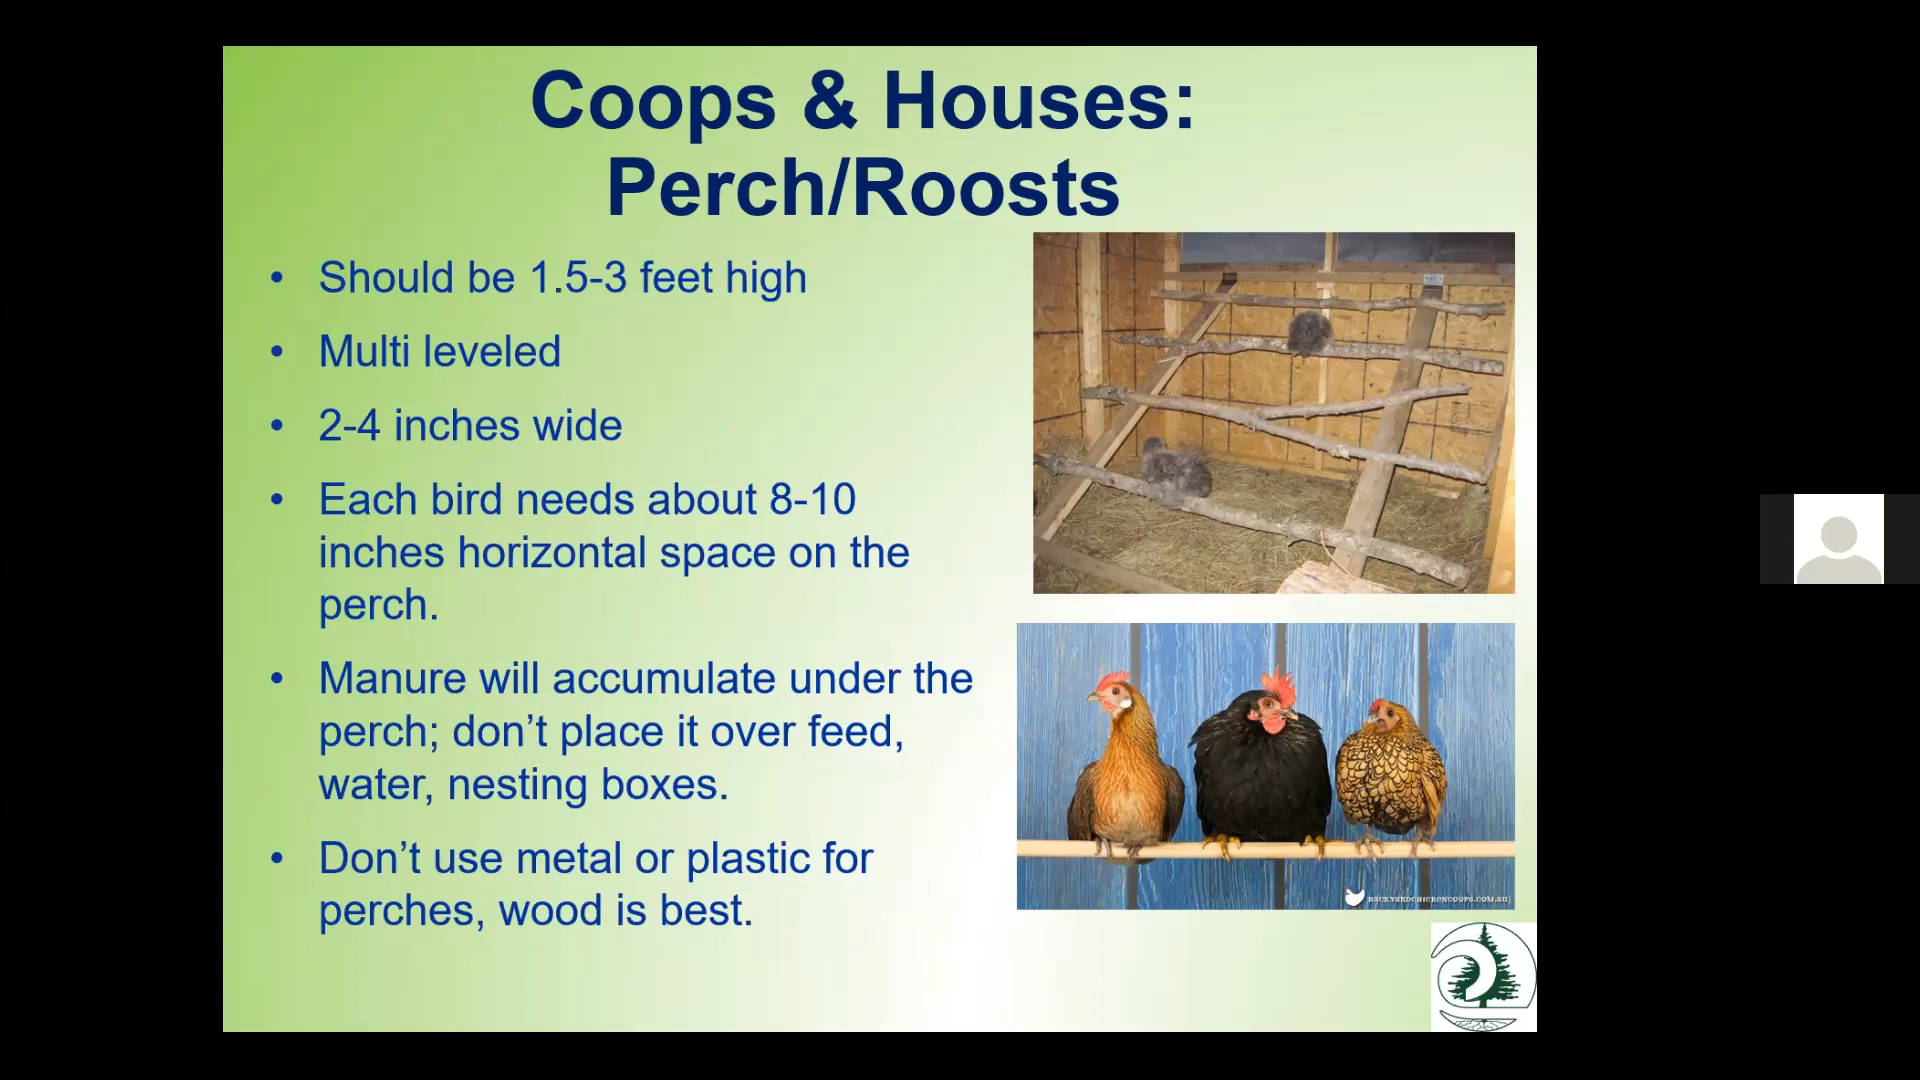 Coops & Houses:
Perch/Roosts
• Should be 1.5-3 feet high
• Multi leveled
• 2-4 inches wide
• Each bird needs about 8-10
inches horizontal space on the
perch.
• Manure will accumulate under the
perch; don’t place it over feed,
water, nesting boxes.
• Don’t use metal or plastic for
perches, wood is best.
BACKYARDCHICKENCOOPS.COM.AU